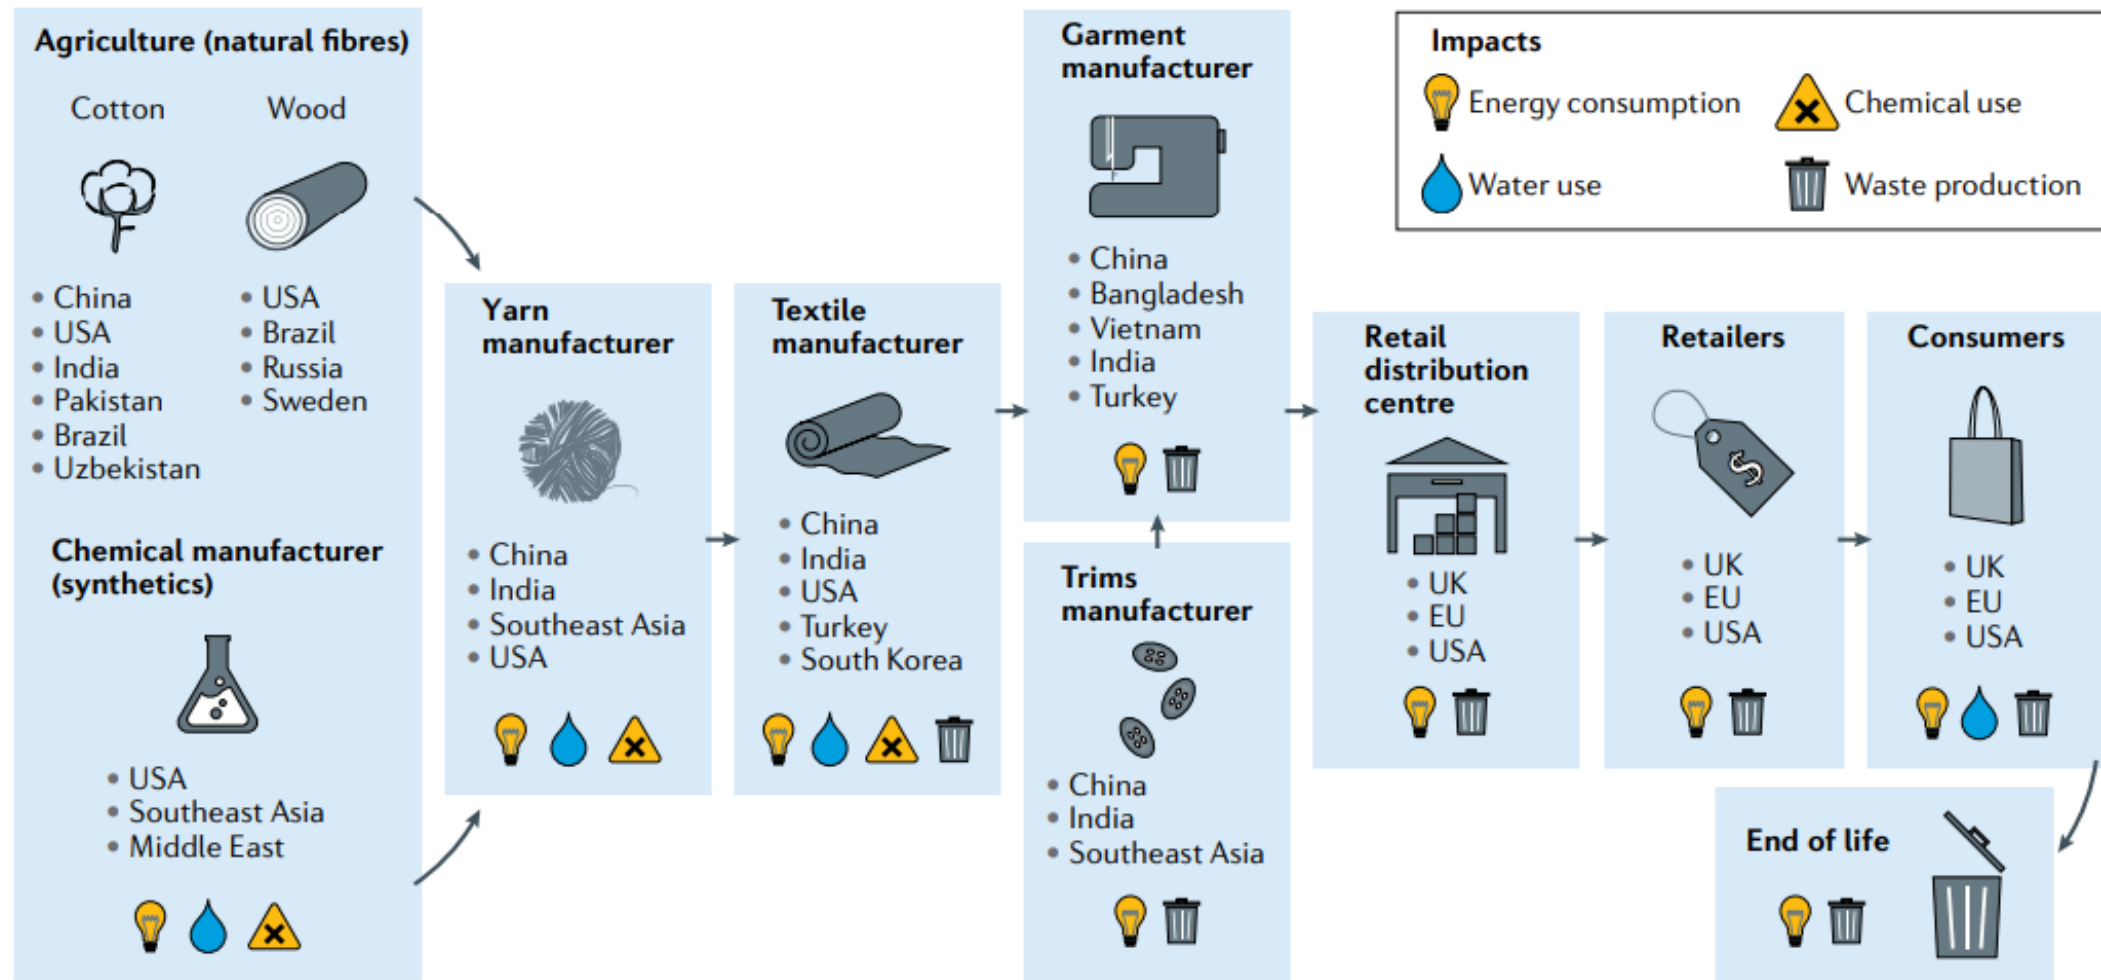 Agriculture (natural fibres)
Cotton
• China
• USA
• India
• Pakistan
• Brazil
• Uzbekistan
Wood
• USA
• Brazil
• Russia
• Sweden
Chemical manufacturer
(synthetics)
• USA
• Southeast Asia
• Middle East
Yarn
manufacturer
• China
• India
• Southeast Asia
• USA
Textile
manufacturer
• China
• India
• USA
• Turkey
• South Korea
Garment
manufacturer
• China
• Bangladesh
• Vietnam
• India
• Turkey
Trims
manufacturer
• China
• India
• Southeast Asia
Retail
distribution
centre
• UK
• EU
• USA
Retailers
$
• UK
• EU
• USA
Consumers
• UK
• EU
• USA
End of life
Impacts
Energy consumption
Chemical use
Water use
Waste production